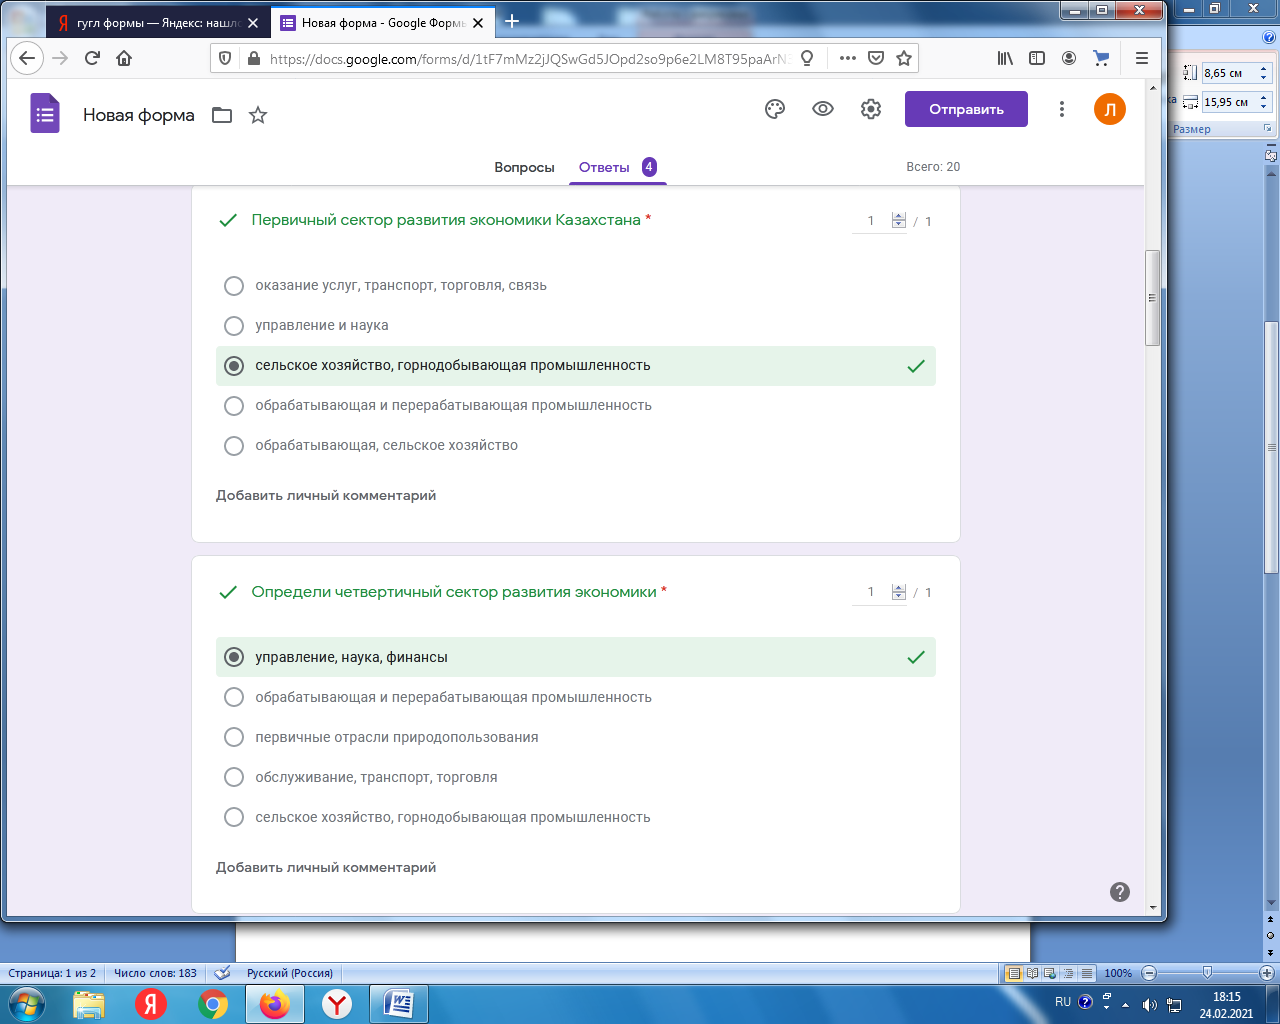 гугл формы — Яндекс: нашло
Новая форма - Google Формы
https://docs.google.com/forms/d/1tF7mMz2jJQSwGd5JOpd2so9p6e2LM8T95paArN
8,65 см
15,95 см
Размер
Новая форма
Отправить
Л
Вопросы
Ответы 4
Всего: 20
Первичный сектор развития экономики Казахстана *
1 / 1
оказание услуг, транспорт, торговля, связь
управление и наука
сельское хозяйство, горнодобывающая промышленность
обрабатывающая и перерабатывающая промышленность
обрабатывающая, сельское хозяйство
Добавить личный комментарий
Определи четвертичный сектор развития экономики *
1 / 1
управление, наука, финансы
обрабатывающая и перерабатывающая промышленность
первичные отрасли природопользования
обслуживание, транспорт, торговля
сельское хозяйство, горнодобывающая промышленность
Добавить личный комментарий
Страница: 1 из 2
Число слов: 183
Русский (Россия)
100%
RU
18:15
24.02.2021